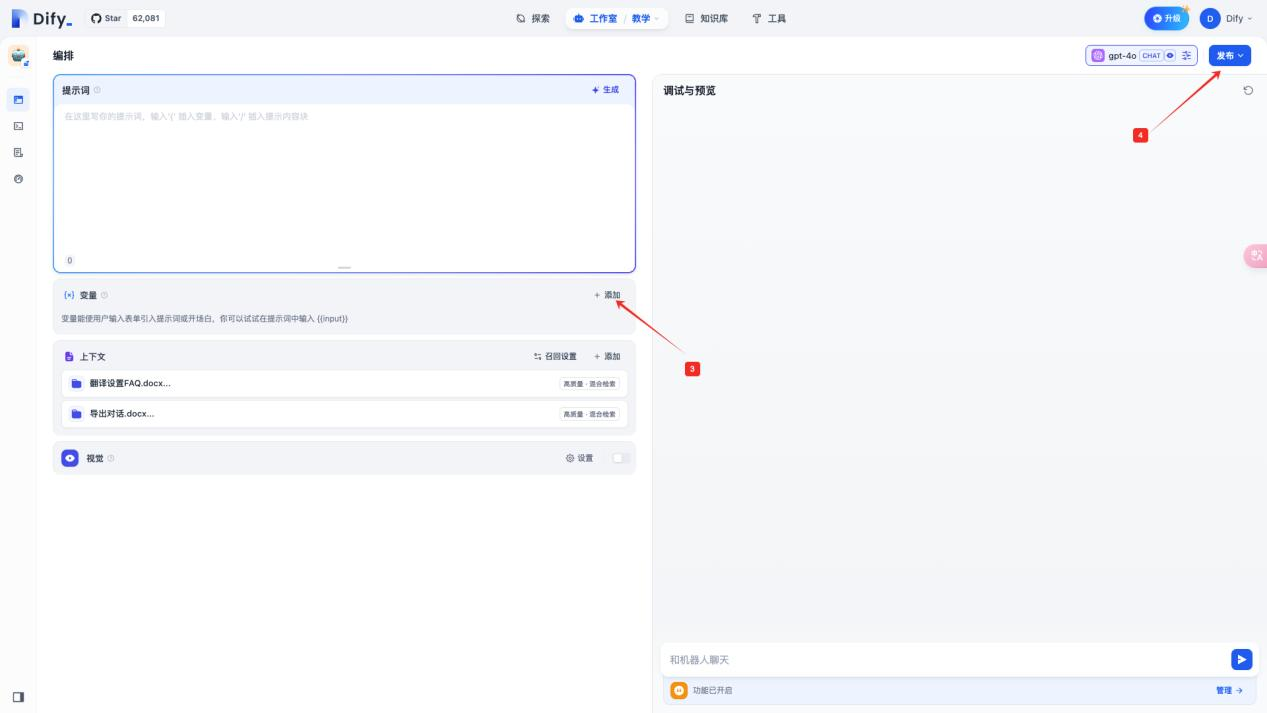 Dify_
Star 62,081
探索
工作室 / 教学
知识库
工具
升级
D Dify
编排
gpt-4o CHAT
发布
提示词
生成
在这里写你的提示词，输入'{' 插入变量、输入'/' 插入提示内容块
0
调试与预览
4
{x} 变量
+ 添加
变量能使用户输入表单引入提示词或开场白，你可以试试在提示词中输入 {{input}}
3
上下文
召回设置
+ 添加
翻译设置FAQ.docx...
高质量 · 混合检索
导出对话.docx...
高质量 · 混合检索
视觉
设置
和机器人聊天
功能已开启
管理 →